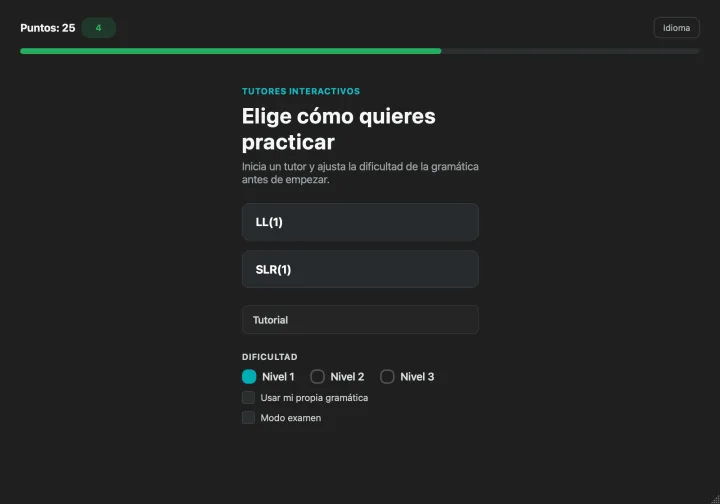 Puntos: 25 4 Idioma
TUTORES INTERACTIVOS
Elige cómo quieres
practicar
Inicia un tutor y ajusta la dificultad de la gramática
antes de empezar.
LL(1)
SLR(1)
Tutorial
DIFICULTAD
Nivel 1 Nivel 2 Nivel 3
Usar mi propia gramática
Modo examen